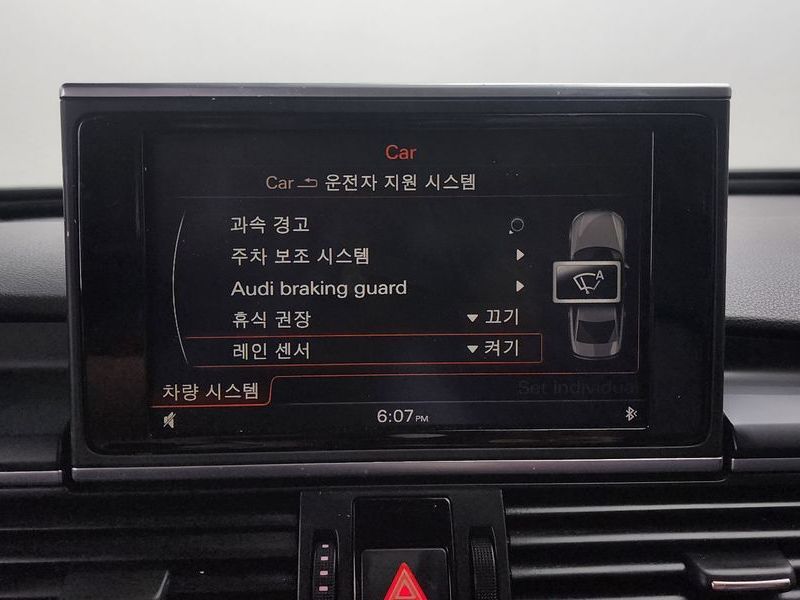 Car
Car 운전자 지원 시스템
과속 경고
주차 보조 시스템
Audi braking guard
휴식 권장 끄기
레인 센서 켜기
A
차량 시스템 Set individual
6:07 PM